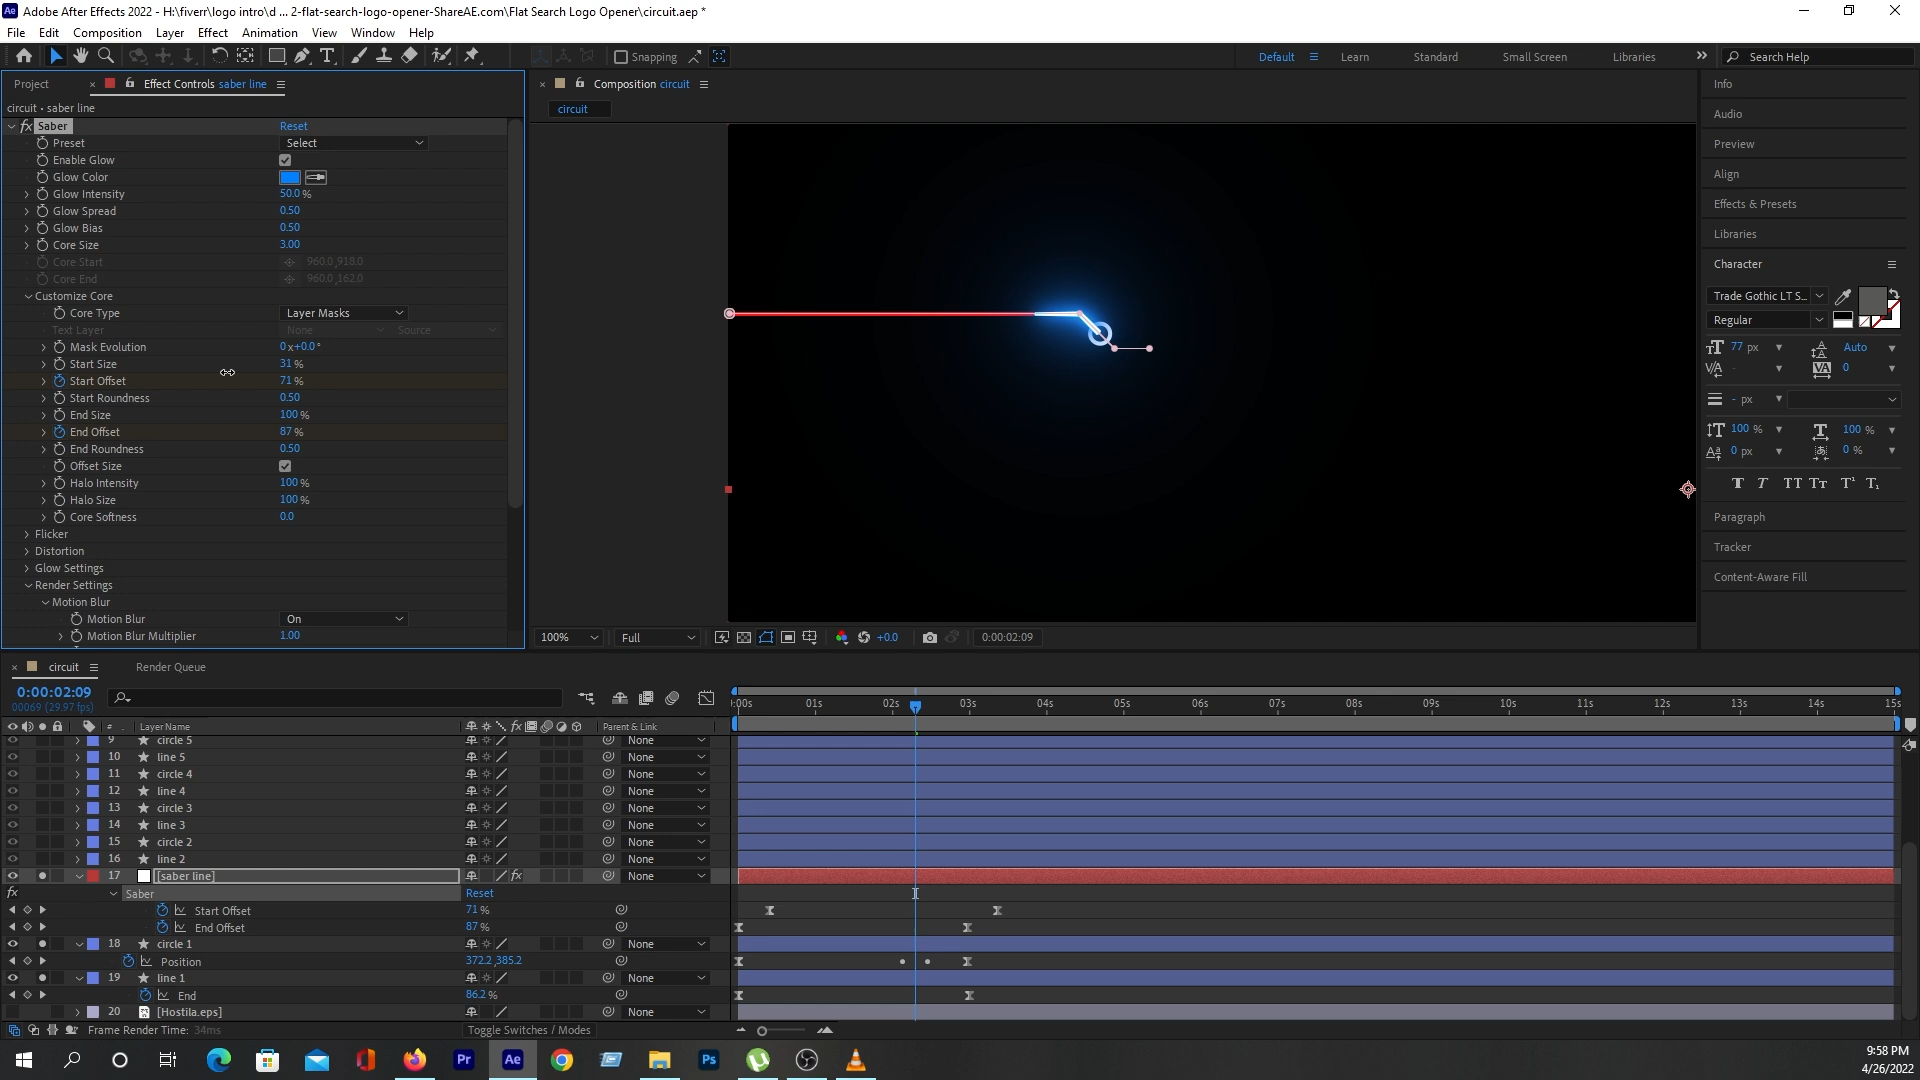 Adobe After Effects 2022 - H:\fiverr\logo intro\d ... 2-flat-search-logo-opener-ShareAE.com\Flat Search Logo Opener\circuit.aep *
File Edit Composition Layer Effect Animation View Window Help
Snapping
Default Learn Standard Small Screen Libraries Search Help
Project Effect Controls saber line
Composition circuit
circuit • saber line
circuit
fx Saber Reset
Preset Select
Enable Glow
Glow Color
Glow Intensity 50.0 %
Glow Spread 0.50
Glow Bias 0.50
Core Size 3.00
Core Start 960.0,918.0
Core End 960.0,162.0
Customize Core
Core Type Layer Masks
Text Layer None Source
Mask Evolution 0x+0.0°
Start Size 31 %
Start Offset 71 %
Start Roundness 0.50
End Size 100 %
End Offset 87 %
End Roundness 0.50
Offset Size
Halo Intensity 100 %
Halo Size 100 %
Core Softness 0.0
Flicker
Distortion
Glow Settings
Render Settings
Motion Blur
Motion Blur On
Motion Blur Multiplier 1.00
100% Full +0.0 0:00:02:09
Info
Audio
Preview
Align
Effects & Presets
Libraries
Character
Trade Gothic LT S...
Regular
77 px Auto
0
- px
100 % 100 %
0 px 0 %
Paragraph
Tracker
Content-Aware Fill
circuit Render Queue
0:00:02:09
00069 (29.97 fps)
:00s 01s 02s 03s 04s 05s 06s 07s 08s 09s 10s 11s 12s 13s 14s 15s
# Layer Name Parent & Link
9 circle 5 None
10 line 5 None
11 circle 4 None
12 line 4 None
13 circle 3 None
14 line 3 None
15 circle 2 None
16 line 2 None
17 [saber line] fx None
fx Saber Reset
Start Offset 71 %
End Offset 87 %
18 circle 1 None
Position 372.2,385.2
19 line 1 None
End 86.2 %
20 [Hostila.eps] None
Frame Render Time: 34ms Toggle Switches / Modes
9:58 PM
4/26/2022